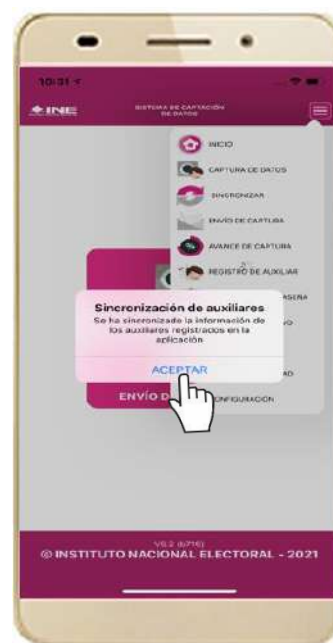 10:31
INE
SISTEMA DE CAPTACIÓN
DE DATOS
INICIO
CAPTURA DE DATOS
SINCRONIZAR
ENVÍO DE CAPTURA
AVANCE DE CAPTURA
REGISTRO DE AUXILIAR
Sincronización de auxiliares
Se ha sincronizado la información de
los auxiliares registrados en la
aplicación
ACEPTAR
ENVÍO D
CONFIGURACIÓN
© INSTITUTO NACIONAL ELECTORAL - 2021